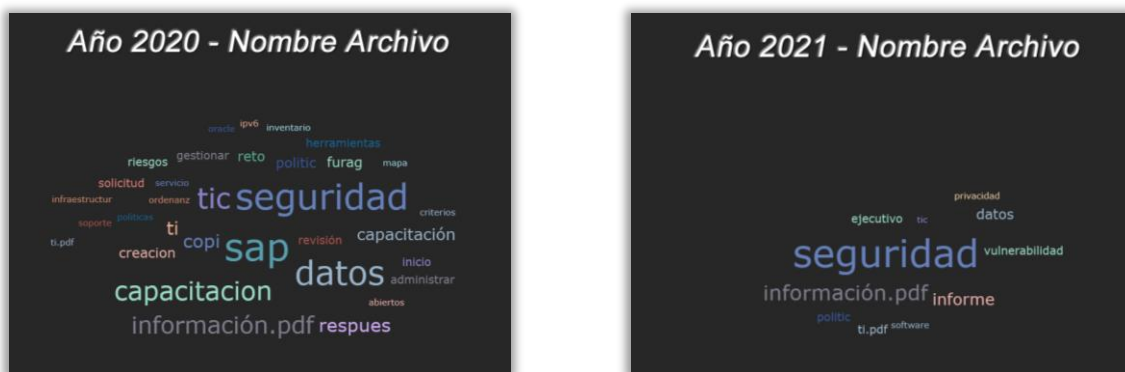 Año 2020 - Nombre Archivo
oracle ipv6 inventario
herramientas
riesgos gestionar reto politic furag mapa
solicitud servicio
infraestructur ordenanz tic seguridad
criterios
soporte politicas
ti.pdf ti copi sap revisión capacitación
creacion
inicio
datos administrar
capacitacion
abiertos
información.pdf respues
Año 2021 - Nombre Archivo
privacidad
ejecutivo tic datos
seguridad vulnerabilidad
información.pdf informe
politic
ti.pdf software